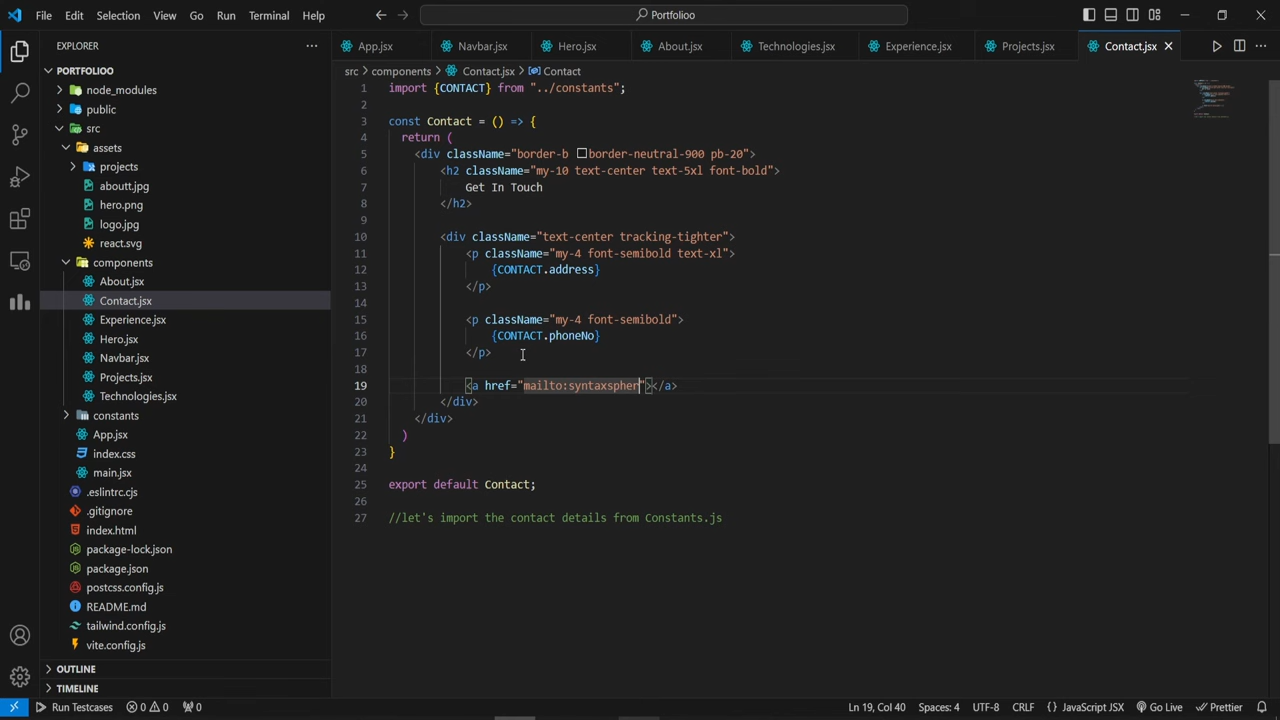 File Edit Selection View Go Run Terminal Help
Portfolioo
EXPLORER
PORTFOLIOO
node_modules
public
src
assets
projects
aboutt.jpg
hero.png
logo.jpg
react.svg
components
About.jsx
Contact.jsx
Experience.jsx
Hero.jsx
Navbar.jsx
Projects.jsx
Technologies.jsx
constants
App.jsx
index.css
main.jsx
.eslintrc.cjs
.gitignore
index.html
package-lock.json
package.json
postcss.config.js
README.md
tailwind.config.js
vite.config.js
OUTLINE
TIMELINE
App.jsx Navbar.jsx Hero.jsx About.jsx Technologies.jsx Experience.jsx Projects.jsx Contact.jsx
src > components > Contact.jsx > Contact
1 import {CONTACT} from "../constants";
2
3 const Contact = () => {
4 return (
5 <div className="border-b border-neutral-900 pb-20">
6 <h2 className="my-10 text-center text-5xl font-bold">
7 Get In Touch
8 </h2>
9
10 <div className="text-center tracking-tighter">
11 <p className="my-4 font-semibold text-xl">
12 {CONTACT.address}
13 </p>
14
15 <p className="my-4 font-semibold">
16 {CONTACT.phoneNo}
17 </p>
18
19 <a href="mailto:syntaxspher"></a>
20 </div>
21 </div>
22 )
23 }
24
25 export default Contact;
26
27 //let's import the contact details from Constants.js
Run Testcases 0 0 0 Ln 19, Col 40 Spaces: 4 UTF-8 CRLF { } JavaScript JSX Go Live Prettier